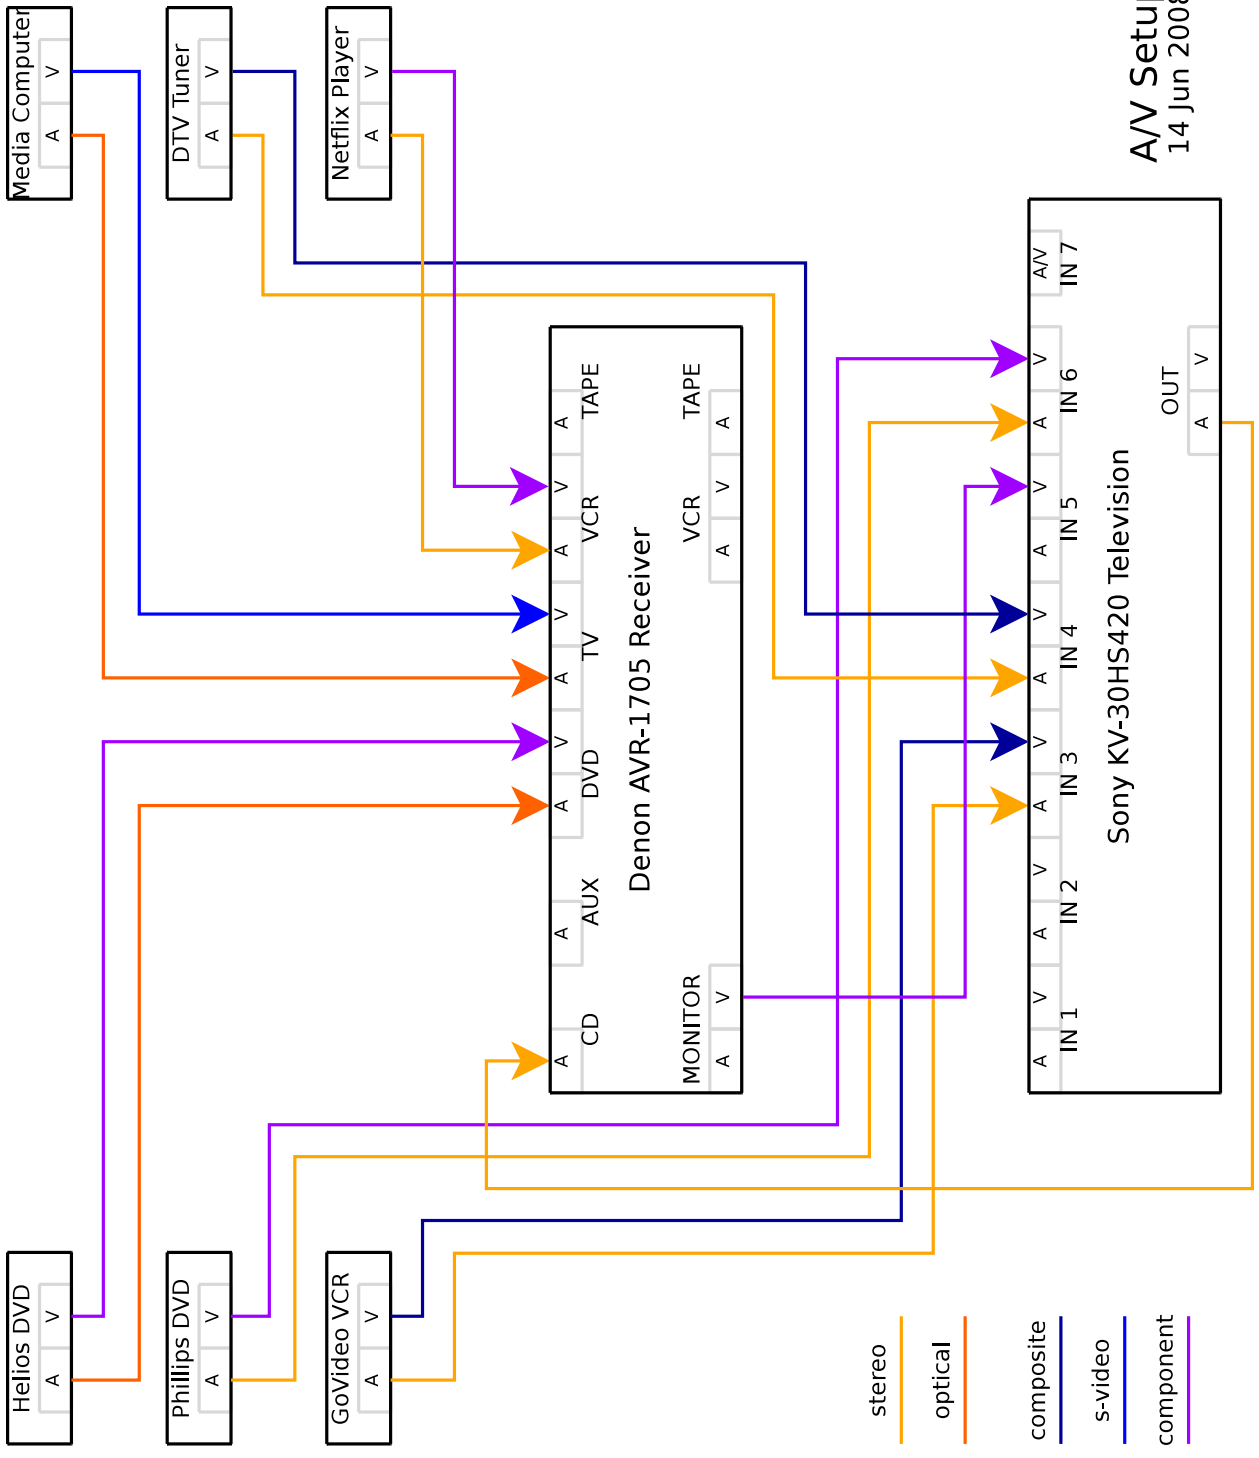 Helios DVD
A V
Media Computer
A V
Phillips DVD
A V
DTV Tuner
A V
GoVideo VCR
A V
Netflix Player
A V
A A A V A V A V A
CD AUX DVD TV VCR TAPE
Denon AVR-1705 Receiver
MONITOR VCR TAPE
A V A V A
A V A V A V A V A V A V A/V
IN 1 IN 2 IN 3 IN 4 IN 5 IN 6 IN 7
Sony KV-30HS420 Television
OUT
A V
stereo
optical
composite
s-video
component
A/V Setup
14 Jun 2008